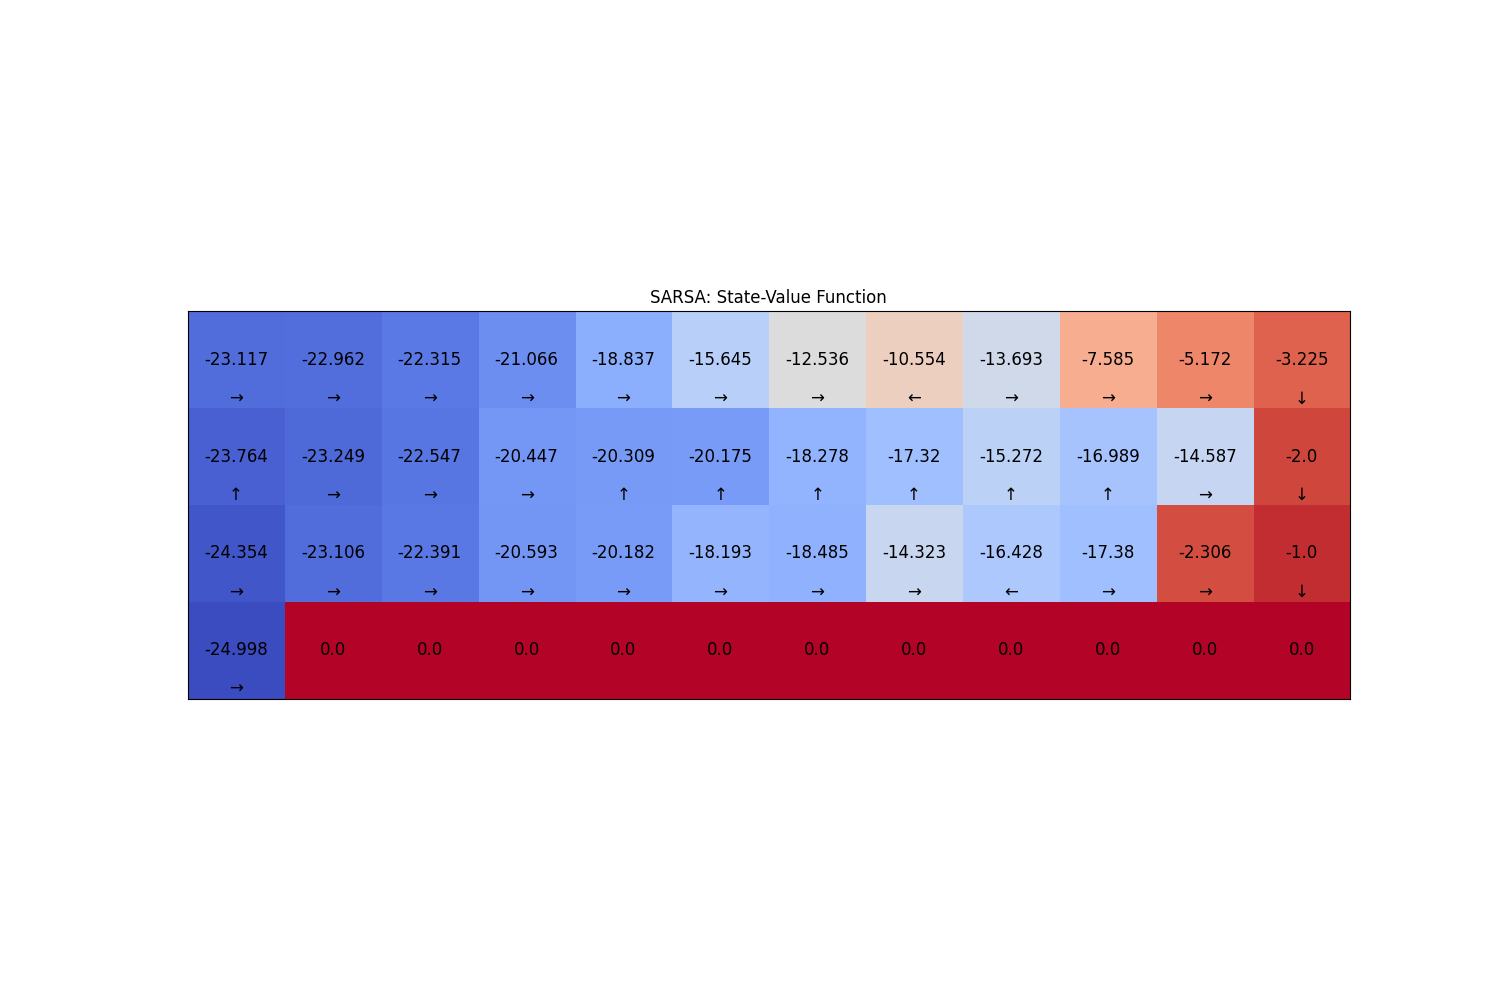 SARSA: State-Value Function
-23.117 -22.962 -22.315 -21.066 -18.837 -15.645 -12.536 -10.554 -13.693 -7.585 -5.172 -3.225
→ → → → → → → ← → → → ↓
-23.764 -23.249 -22.547 -20.447 -20.309 -20.175 -18.278 -17.32 -15.272 -16.989 -14.587 -2.0
↑ → → → ↑ ↑ ↑ ↑ ↑ ↑ → ↓
-24.354 -23.106 -22.391 -20.593 -20.182 -18.193 -18.485 -14.323 -16.428 -17.38 -2.306 -1.0
→ → → → → → → → ← → → ↓
-24.998 0.0 0.0 0.0 0.0 0.0 0.0 0.0 0.0 0.0 0.0 0.0
→